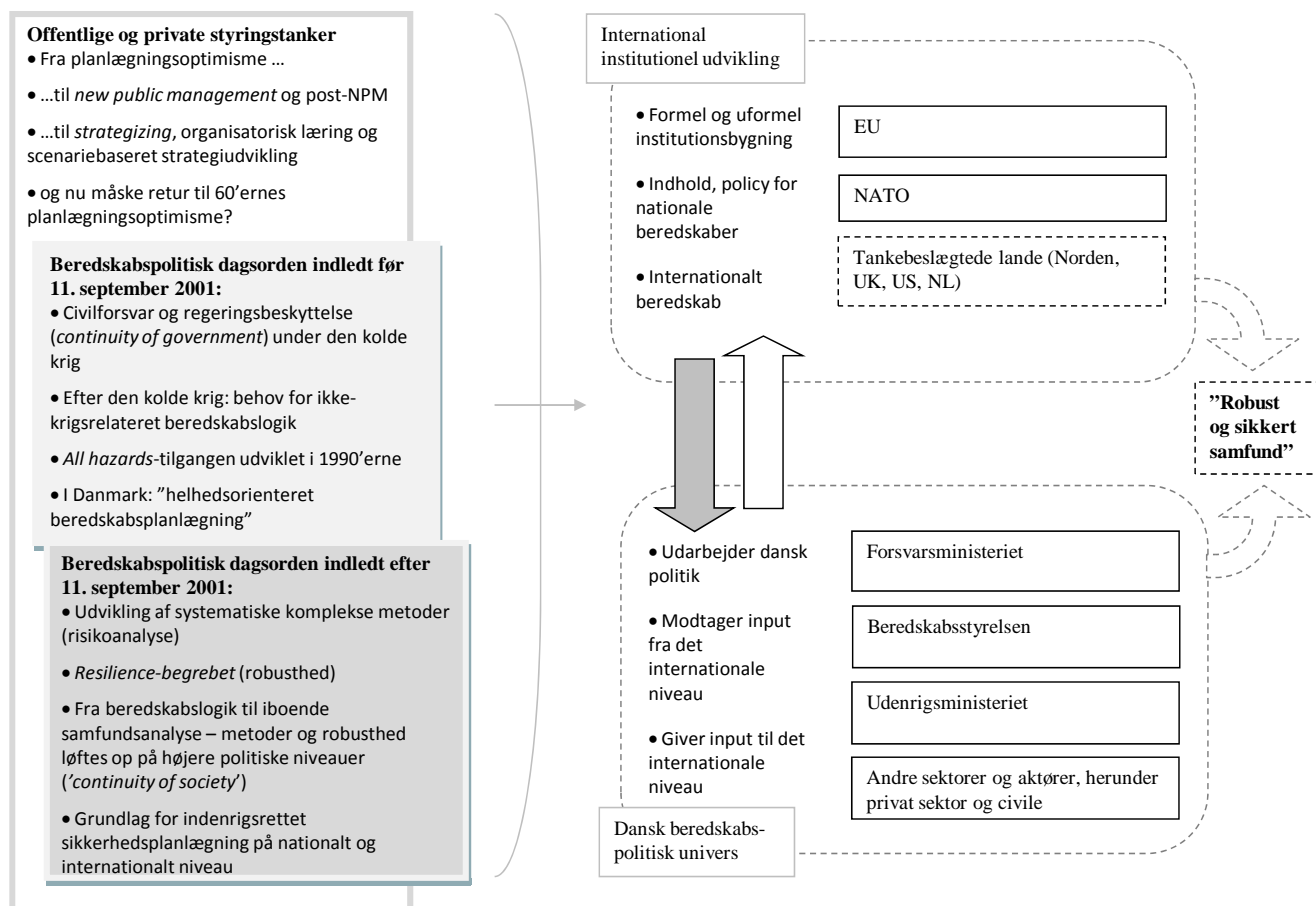 Offentlige og private styringstanker
• Fra planlægningsoptimisme …
• …til new public management og post-NPM
• …til strategizing, organisatorisk læring og
scenariebaseret strategiudvikling
• og nu måske retur til 60’ernes
planlægningsoptimisme?
Beredskabspolitisk dagsorden indledt før
11. september 2001:
• Civilforsvar og regeringsbeskyttelse
(continuity of government) under den kolde
krig
• Efter den kolde krig: behov for ikke-
krigsrelateret beredskabslogik
• All hazards-tilgangen udviklet i 1990’erne
• I Danmark: ”helhedsorienteret
beredskabsplanlægning”
Beredskabspolitisk dagsorden indledt efter
11. september 2001:
• Udvikling af systematiske komplekse metoder
(risikoanalyse)
• Resilience-begrebet (robusthed)
• Fra beredskabslogik til iboende
samfundsanalyse – metoder og robusthed
løftes op på højere politiske niveauer
(’continuity of society’)
• Grundlag for indenrigsrettet
sikkerhedsplanlægning på nationalt og
internationalt niveau
International
institutionel udvikling
• Formel og uformel
institutionsbygning
• Indhold, policy for
nationale
beredskaber
• Internationalt
beredskab
EU
NATO
Tankebeslægtede lande (Norden,
UK, US, NL)
”Robust
og sikkert
samfund”
• Udarbejder dansk
politik
• Modtager input
fra det
internationale
niveau
• Giver input til det
internationale
niveau
Forsvarsministeriet
Beredskabsstyrelsen
Udenrigsministeriet
Andre sektorer og aktører, herunder
privat sektor og civile
Dansk beredskabs-
politisk univers